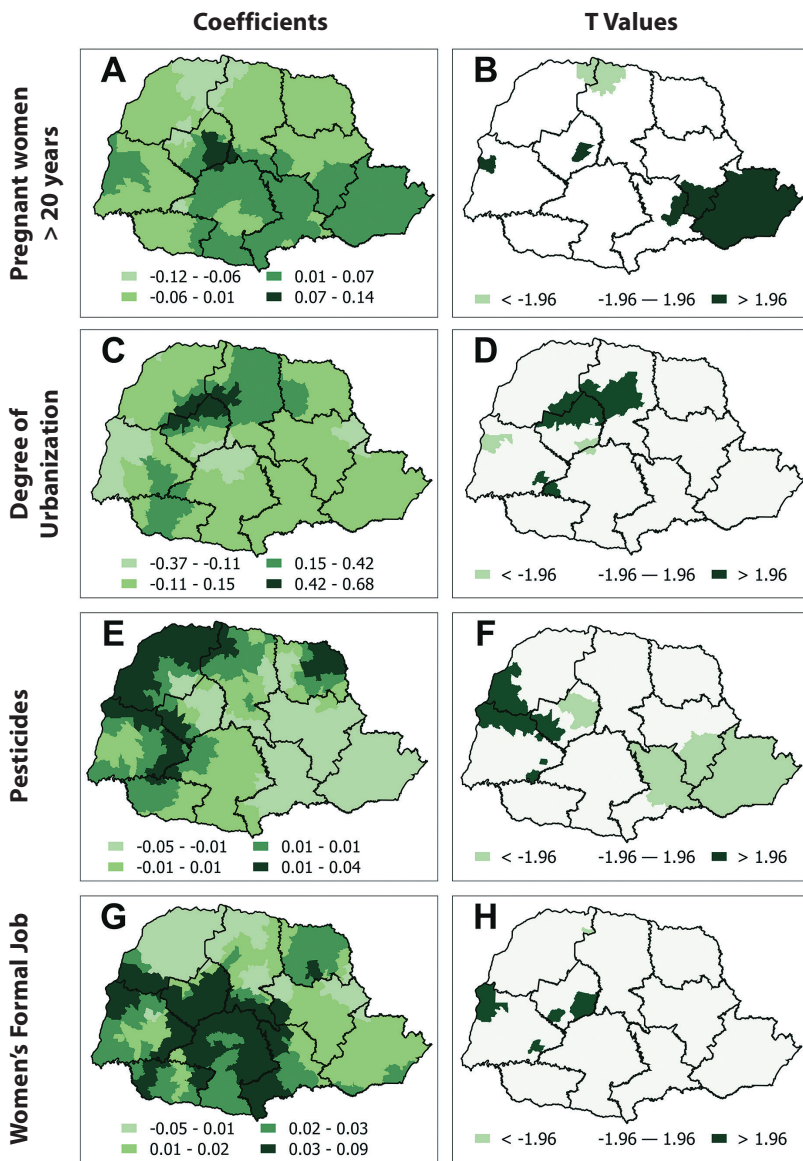 Coefficients
T Values
Pregnant women
> 20 years
A
-0.12 - -0.06
0.01 - 0.07
-0.06 - 0.01
0.07 - 0.14
B
< -1.96
-1.96 — 1.96
> 1.96
Degree of
Urbanization
C
-0.37 - -0.11
0.15 - 0.42
-0.11 - 0.15
0.42 - 0.68
D
< -1.96
-1.96 — 1.96
> 1.96
Pesticides
E
-0.05 - -0.01
0.01 - 0.01
-0.01 - 0.01
0.01 - 0.04
F
< -1.96
-1.96 — 1.96
> 1.96
Women's Formal Job
G
-0.05 - 0.01
0.02 - 0.03
0.01 - 0.02
0.03 - 0.09
H
< -1.96
-1.96 — 1.96
> 1.96